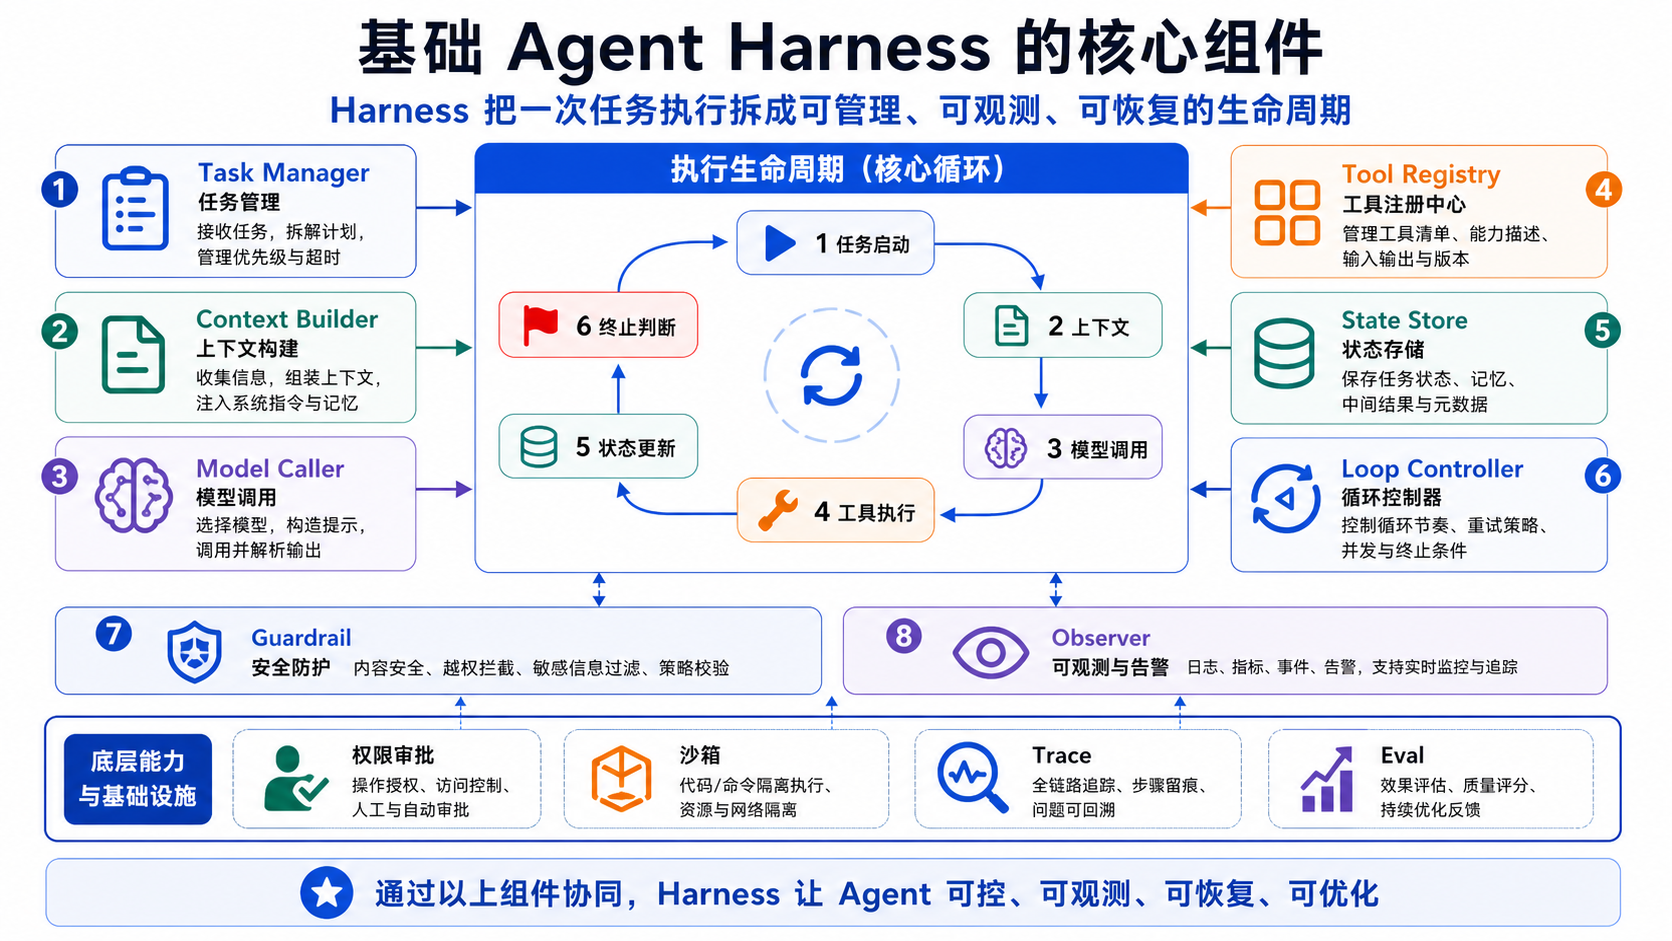 基础 Agent Harness 的核心组件
Harness 把一次任务执行拆成可管理、可观测、可恢复的生命周期
1
Task Manager
任务管理
接收任务，拆解计划，
管理优先级与超时
2
Context Builder
上下文构建
收集信息，组装上下文，
注入系统指令与记忆
3
Model Caller
模型调用
选择模型，构造提示，
调用并解析输出
执行生命周期（核心循环）
1 任务启动
2 上下文
3 模型调用
4 工具执行
5 状态更新
6 终止判断
4
Tool Registry
工具注册中心
管理工具清单、能力描述、
输入输出与版本
5
State Store
状态存储
保存任务状态、记忆、
中间结果与元数据
6
Loop Controller
循环控制器
控制循环节奏、重试策略、
并发与终止条件
7
Guardrail
安全防护 内容安全、越权拦截、敏感信息过滤、策略校验
8
Observer
可观测与告警 日志、指标、事件、告警，支持实时监控与追踪
底层能力
与基础设施
权限审批
操作授权、访问控制、
人工与自动审批
沙箱
代码/命令隔离执行、
资源与网络隔离
Trace
全链路追踪、步骤留痕、
问题可回溯
Eval
效果评估、质量评分、
持续优化反馈
通过以上组件协同，Harness 让 Agent 可控、可观测、可恢复、可优化